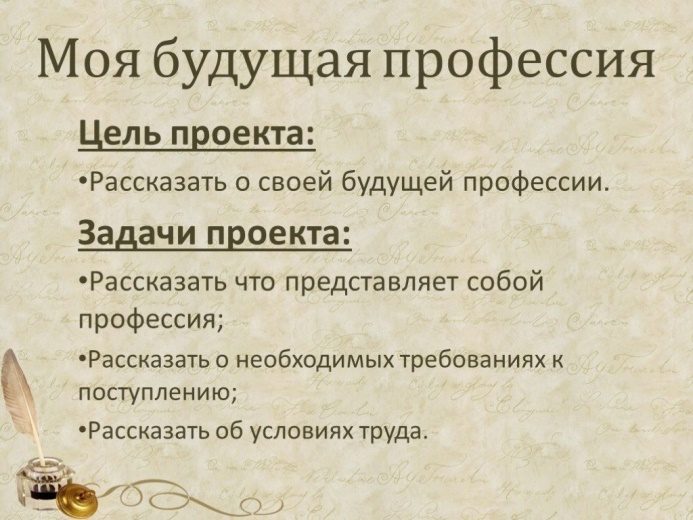 Моя будущая профессия
Цель проекта:
•Рассказать о своей будущей профессии.
Задачи проекта:
•Рассказать что представляет собой
профессия;
•Рассказать о необходимых требованиях к
поступлению;
•Рассказать об условиях труда.